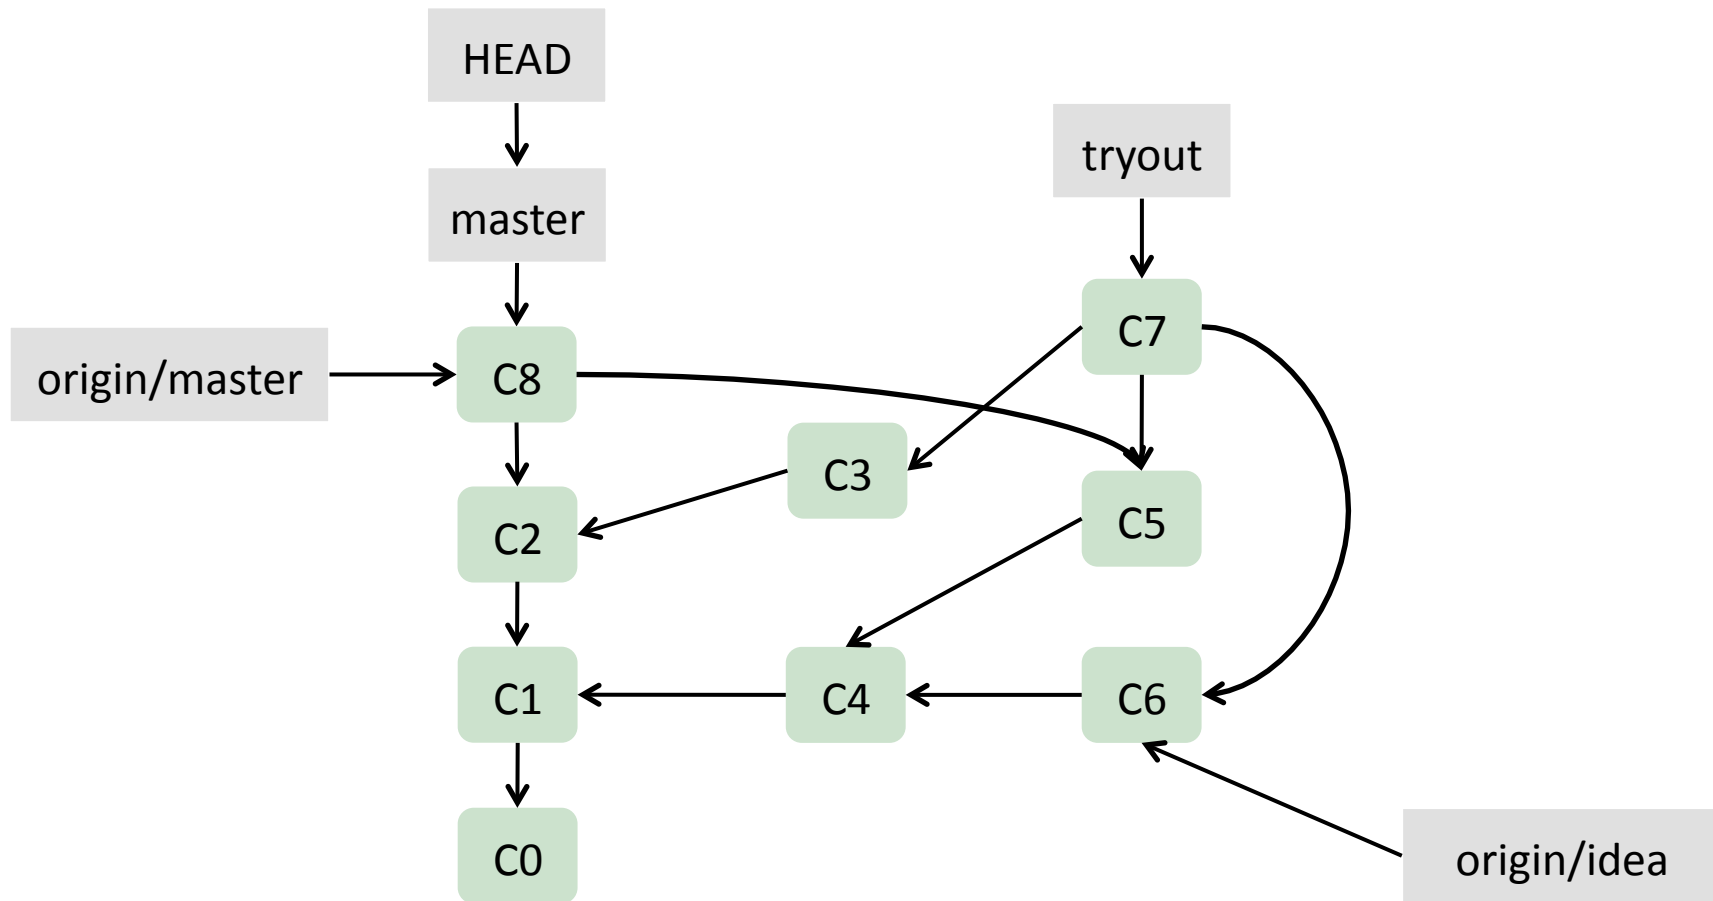 HEAD
tryout
master
C7
origin/master
C8
C3
C5
C2
C1
C4
C6
C0
origin/idea